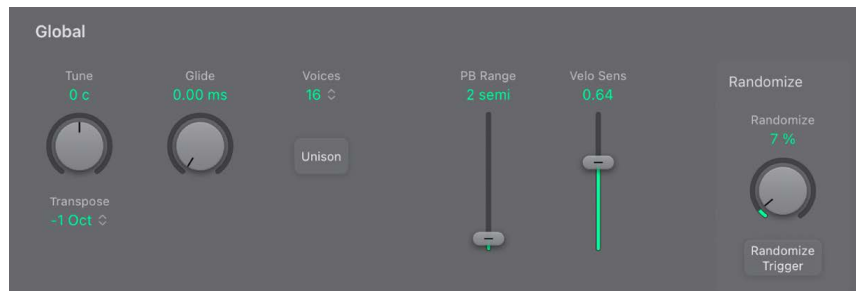 Global
Tune
0 c
Glide
0.00 ms
Voices
16
PB Range
2 semi
Velo Sens
0.64
Randomize
Randomize
7 %
Unison
Transpose
-1 Oct
Randomize
Trigger